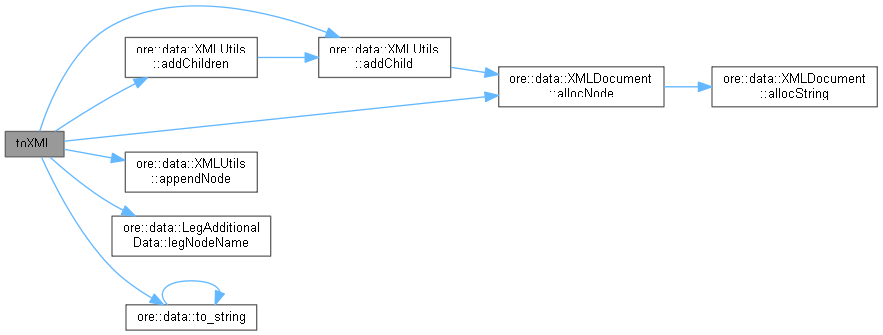 toXML
ore::data::XMLUtils
::addChildren
ore::data::XMLUtils
::addChild
ore::data::XMLDocument
::allocNode
ore::data::XMLDocument
::allocString
ore::data::XMLUtils
::appendNode
ore::data::LegAdditional
Data::legNodeName
ore::data::to_string